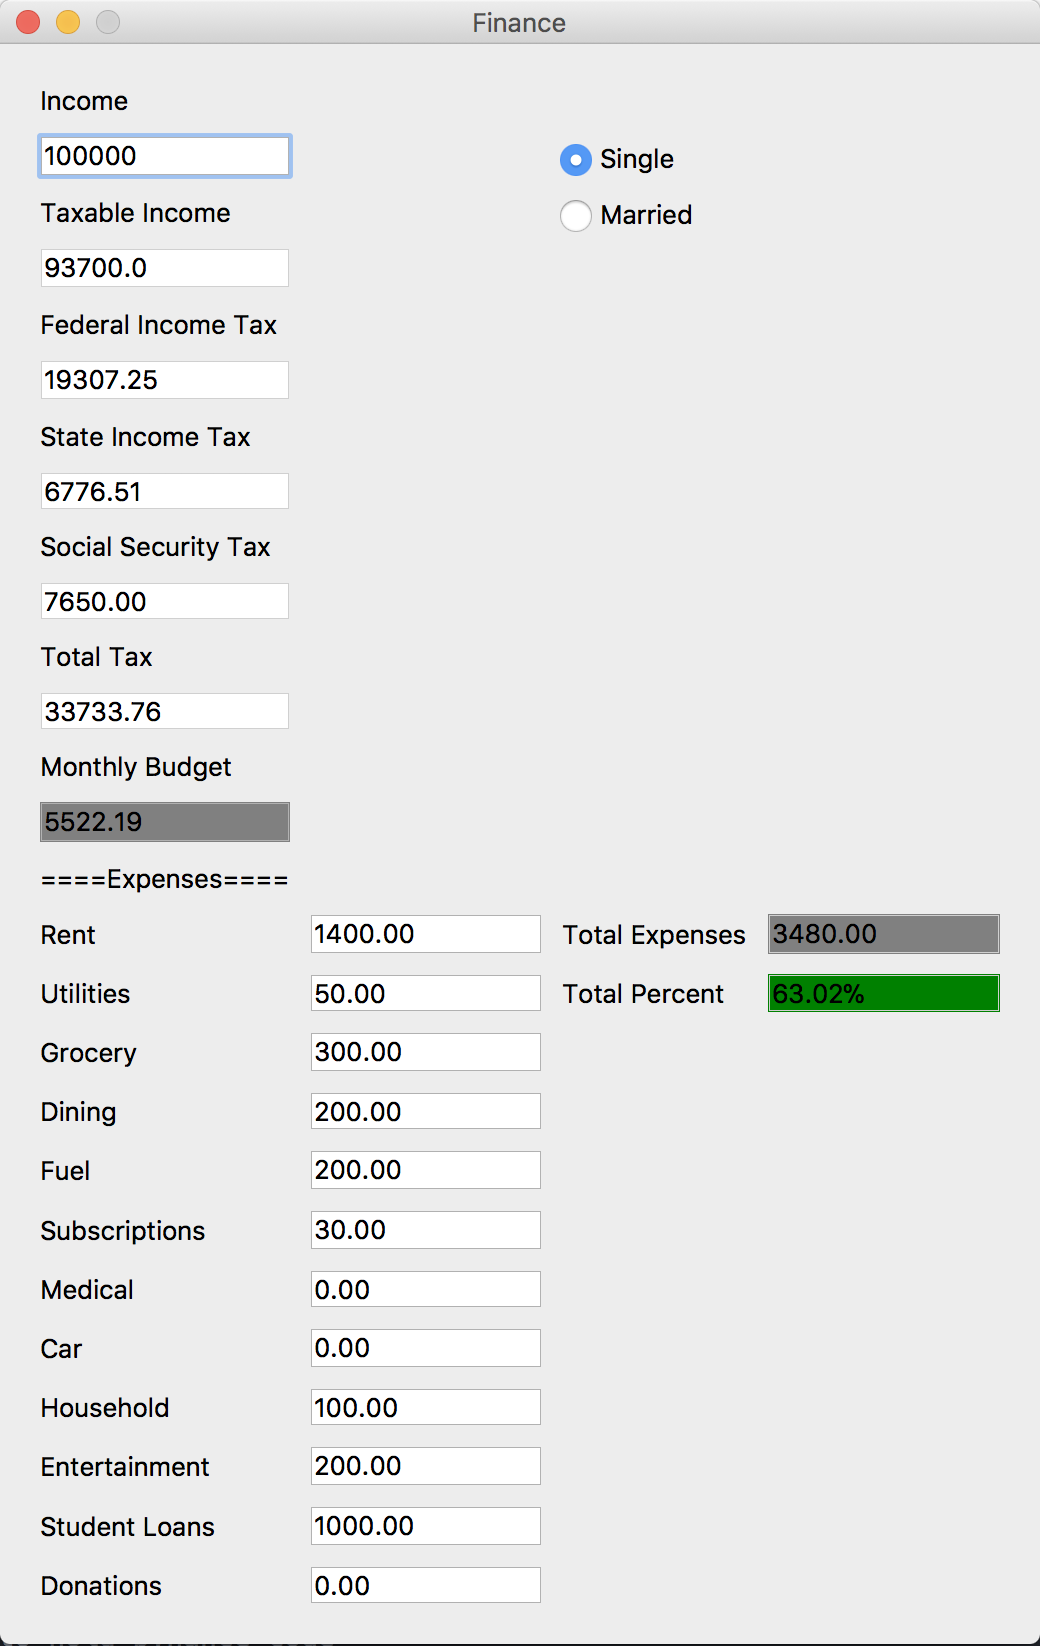 Finance
Income
100000
Single
Taxable Income
Married
93700.0
Federal Income Tax
19307.25
State Income Tax
6776.51
Social Security Tax
7650.00
Total Tax
33733.76
Monthly Budget
5522.19
====Expenses====
Rent 1400.00 Total Expenses 3480.00
Utilities 50.00 Total Percent 63.02%
Grocery 300.00
Dining 200.00
Fuel 200.00
Subscriptions 30.00
Medical 0.00
Car 0.00
Household 100.00
Entertainment 200.00
Student Loans 1000.00
Donations 0.00